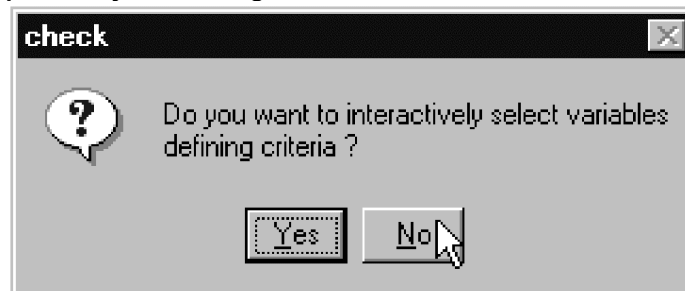 check
Do you want to interactively select variables
defining criteria ?
Yes No